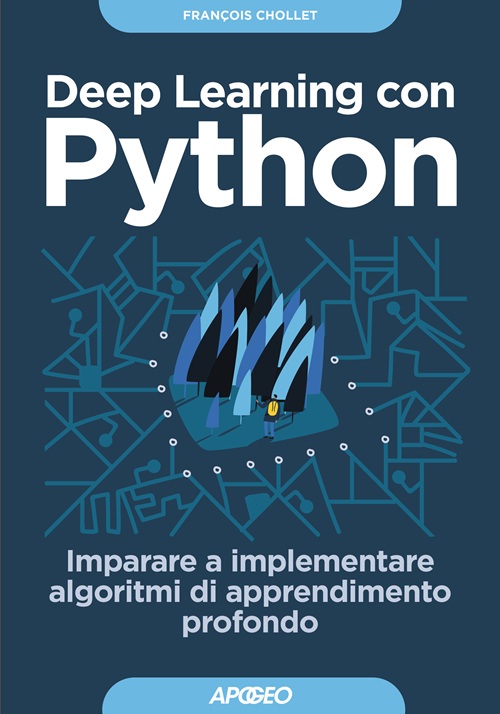 FRANÇOIS CHOLLET
Deep Learning con
Python
Imparare a implementare
algoritmi di apprendimento
profondo
APOGEO